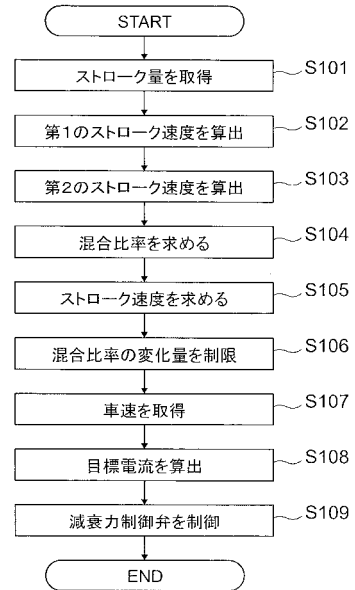 START
ストローク量を取得
S101
第1のストローク速度を算出
S102
第2のストローク速度を算出
S103
混合比率を求める
S104
ストローク速度を求める
S105
混合比率の変化量を制限
S106
車速を取得
S107
目標電流を算出
S108
減衰力制御弁を制御
S109
END